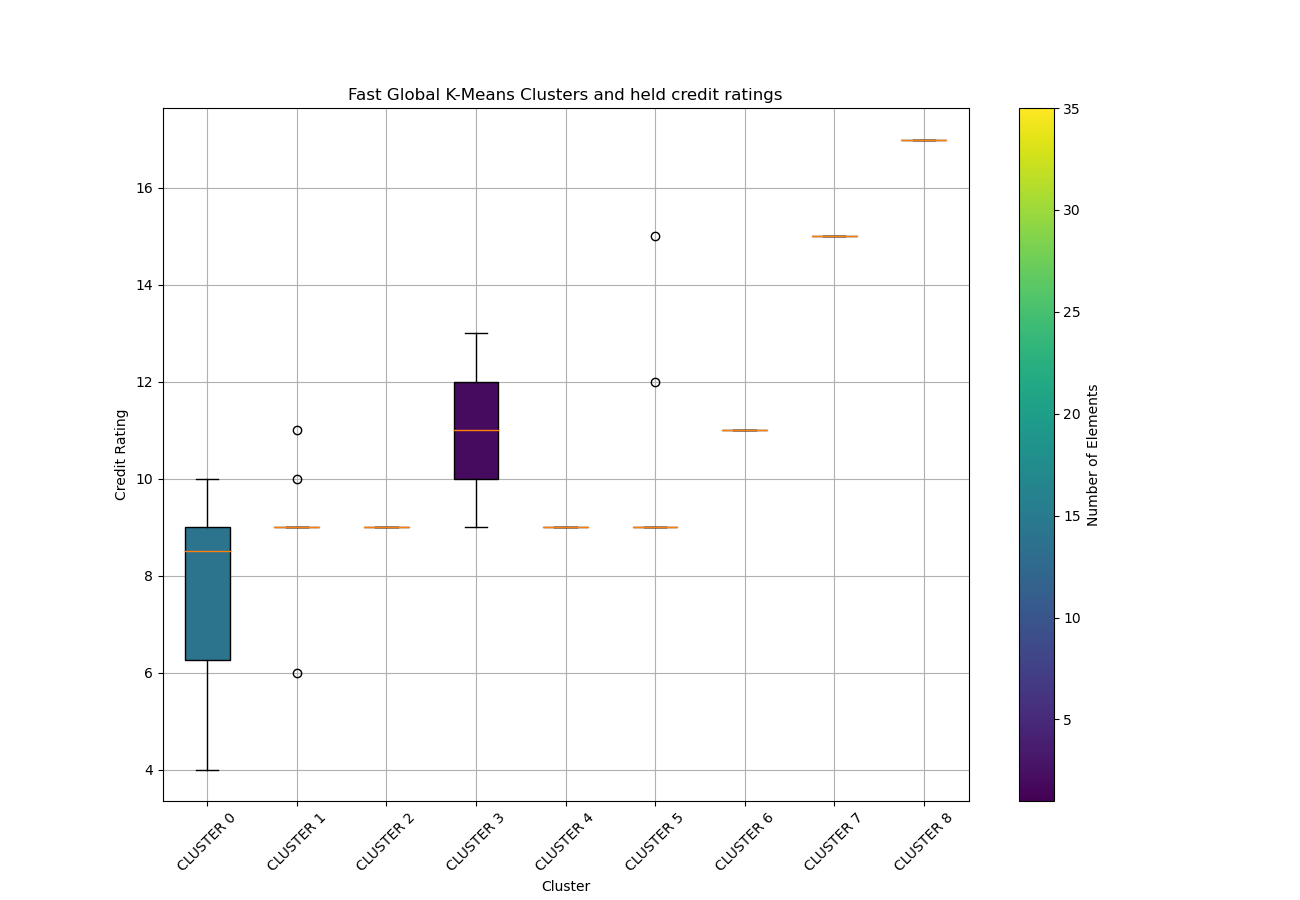 Fast Global K-Means Clusters and held credit ratings
Credit Rating
16
14
12
10
8
6
4
CLUSTER 0
CLUSTER 1
CLUSTER 2
CLUSTER 3
CLUSTER 4
CLUSTER 5
CLUSTER 6
CLUSTER 7
CLUSTER 8
Cluster
35
30
25
20
15
10
5
Number of Elements